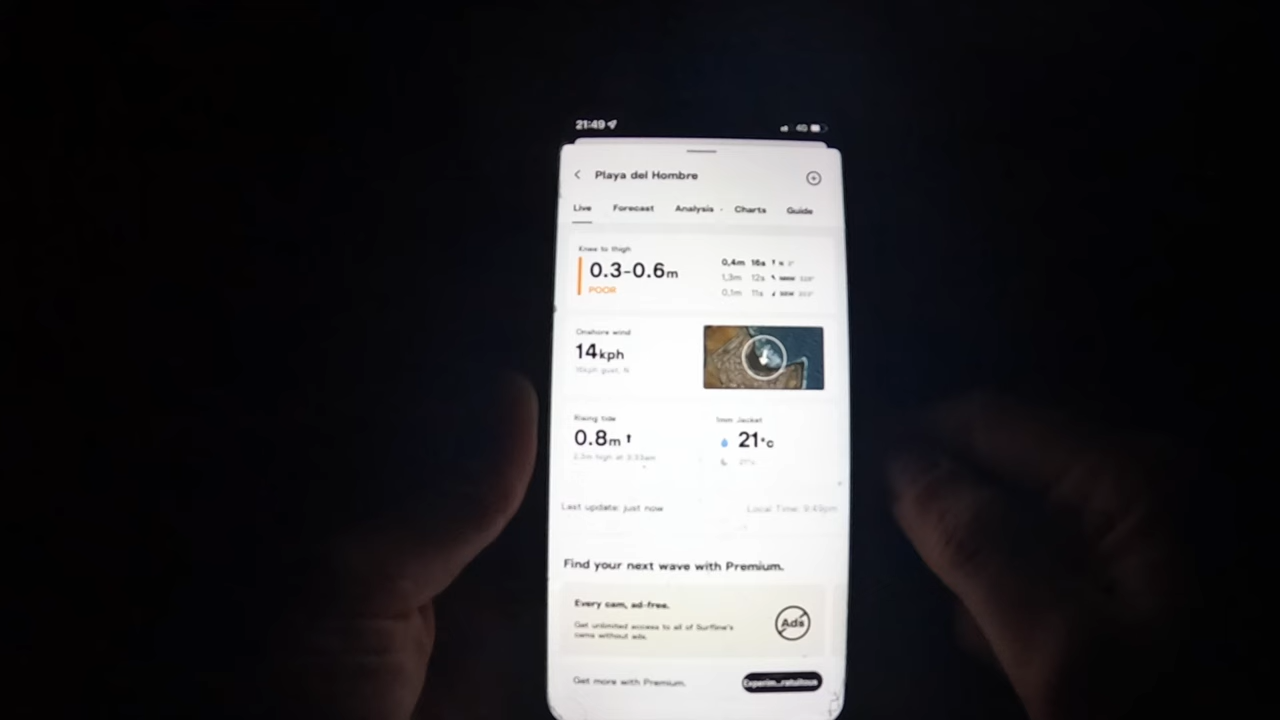 21:49
4G
Playa del Hombre
Live Forecast Analysis Charts Guide
Knee to thigh
0.3-0.6m
POOR
0,4m 16s N
1,3m 12s
0,1m 11s
Onshore wind
14kph
Rising tide
0.8m
1mm Jacket
21°c
Last update: just now
Local Time: 9:49pm
Find your next wave with Premium.
Every cam, ad-free.
Get unlimited access to all of Surfline's
cams without ads.
Ads
Get more with Premium.